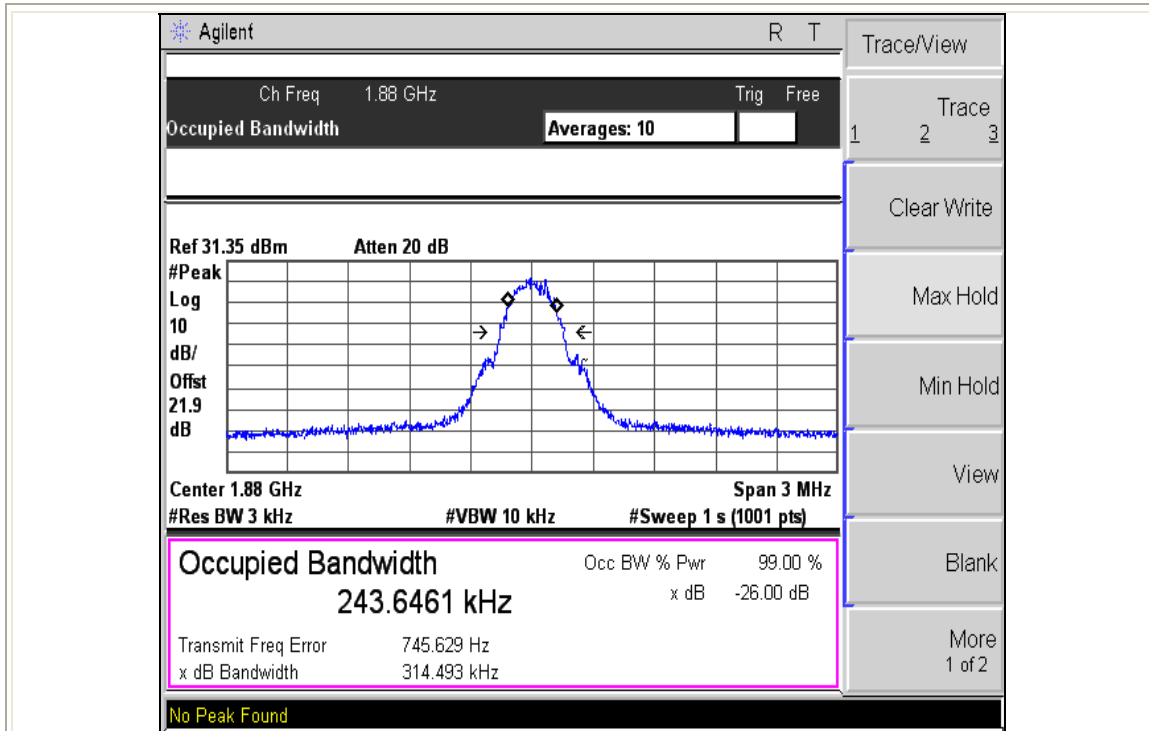 Agilent R T
Trace/View
Ch Freq 1.88 GHz Trig Free
Occupied Bandwidth Averages: 10
Trace
1 2 3
Clear Write
Ref 31.35 dBm Atten 20 dB
#Peak
Log
10
dB/
Offst
21.9
dB
Max Hold
Min Hold
Center 1.88 GHz Span 3 MHz
#Res BW 3 kHz #VBW 10 kHz #Sweep 1 s (1001 pts)
View
Occupied Bandwidth Occ BW % Pwr 99.00 %
243.6461 kHz x dB -26.00 dB
Blank
Transmit Freq Error 745.629 Hz
x dB Bandwidth 314.493 kHz
More
1 of 2
No Peak Found